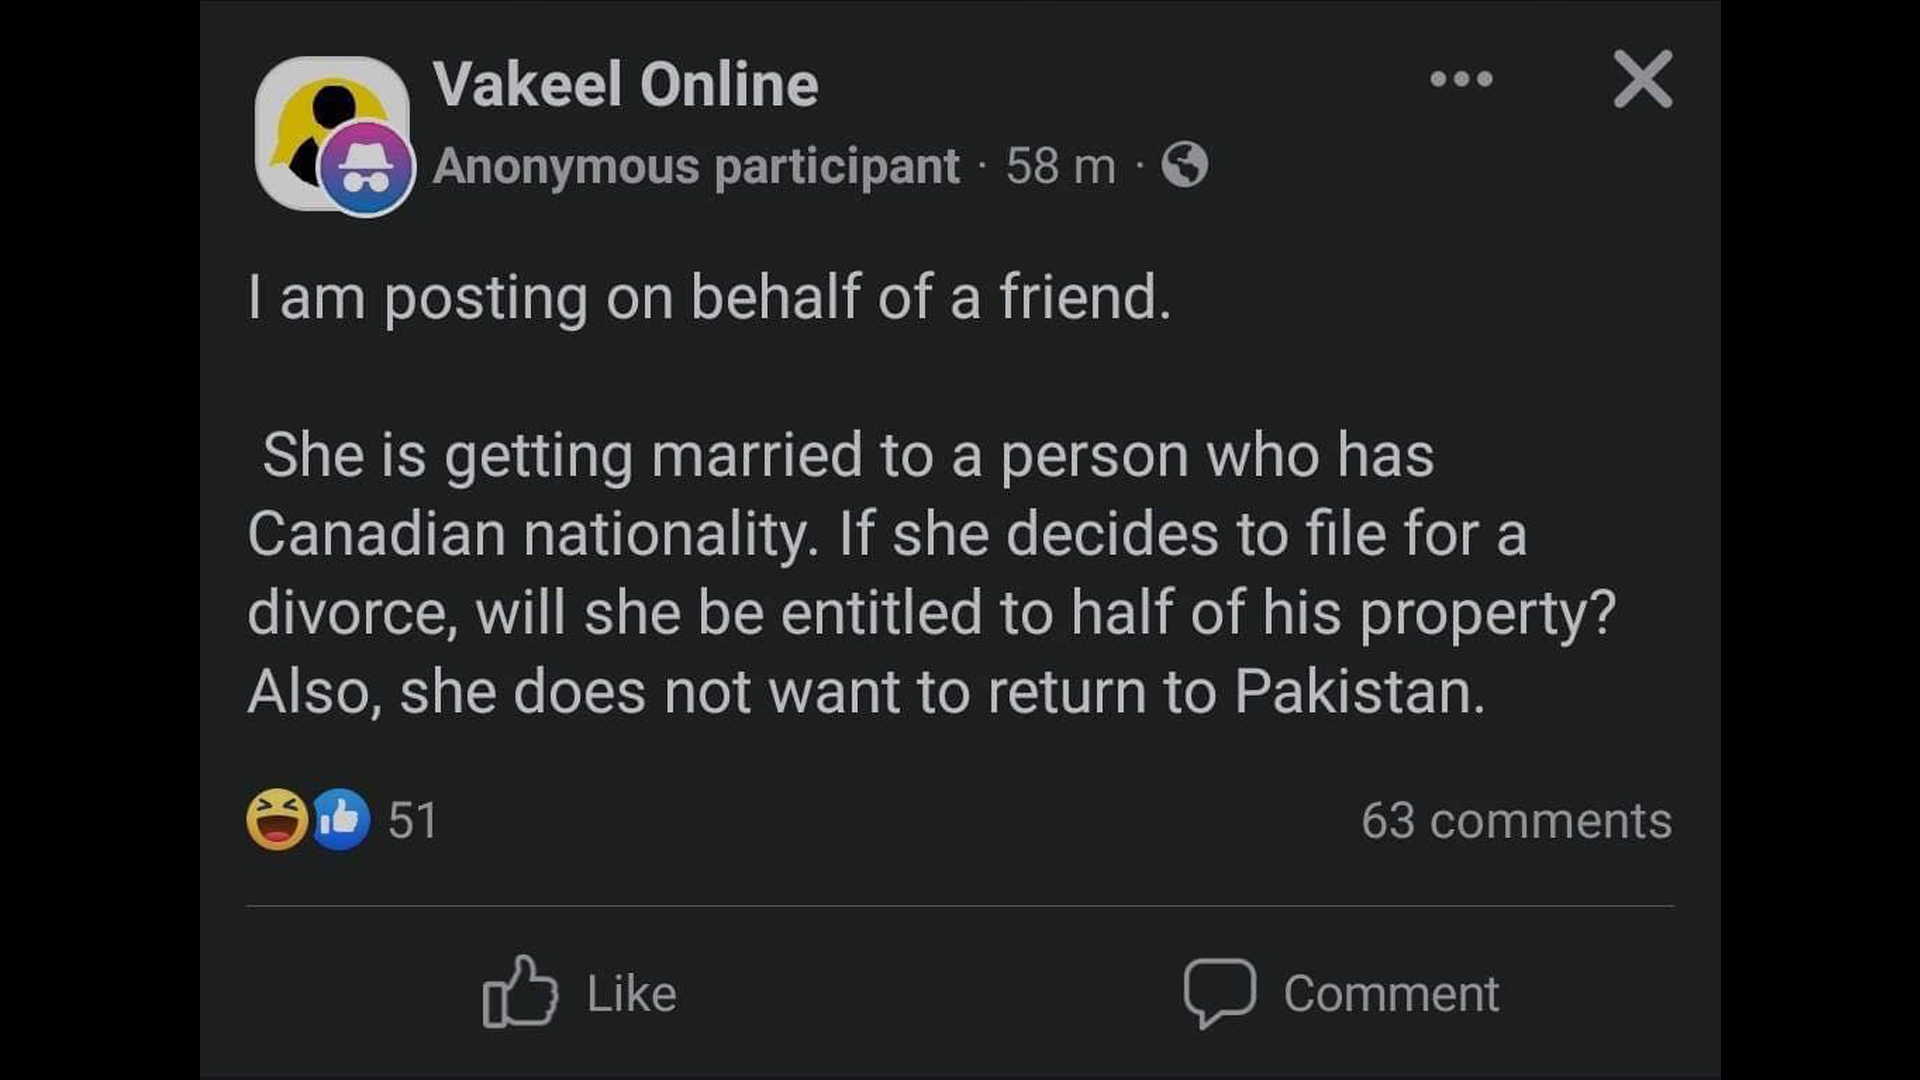 Vakeel Online
Anonymous participant · 58 m ·
I am posting on behalf of a friend.
She is getting married to a person who has
Canadian nationality. If she decides to file for a
divorce, will she be entitled to half of his property?
Also, she does not want to return to Pakistan.
51
63 comments
Like
Comment